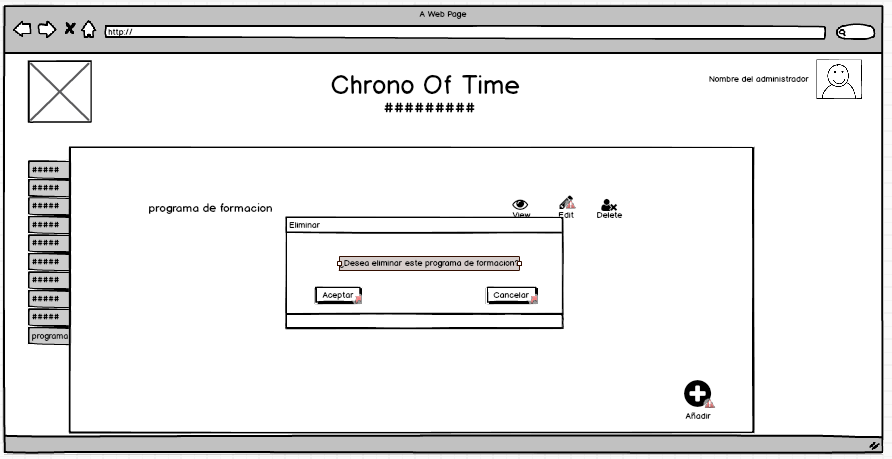 A Web Page
http://
Chrono Of Time
#########
Nombre del administrador
#####
#####
#####
#####
#####
#####
#####
#####
#####
programa
programa de formacion
View
Edit
Delete
Eliminar
¿Desea eliminar este programa de formacion?
Aceptar
Cancelar
Añadir